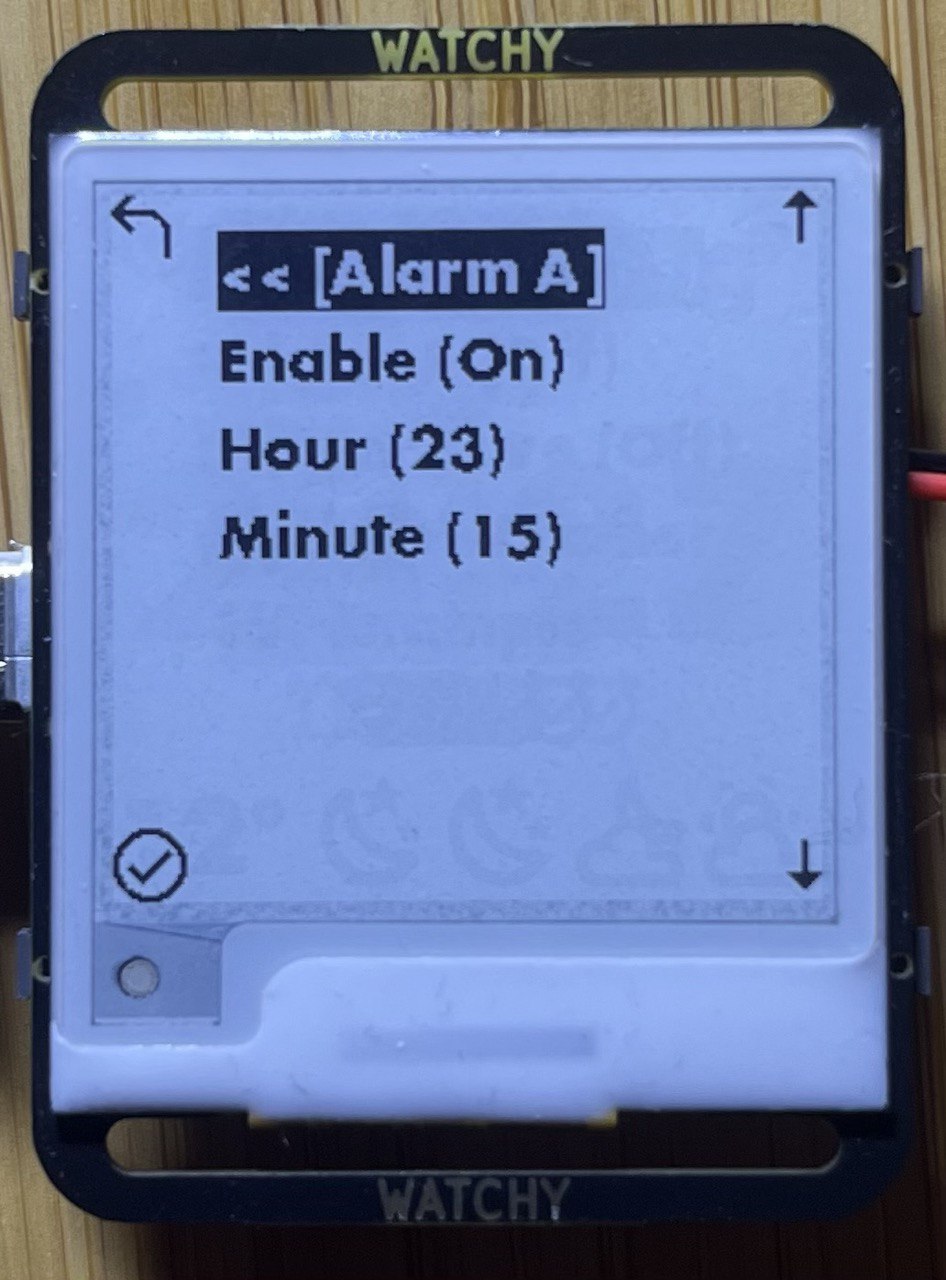 WATCHY
<< [Alarm A]
Enable (On)
Hour (23)
Minute (15)
WATCHY